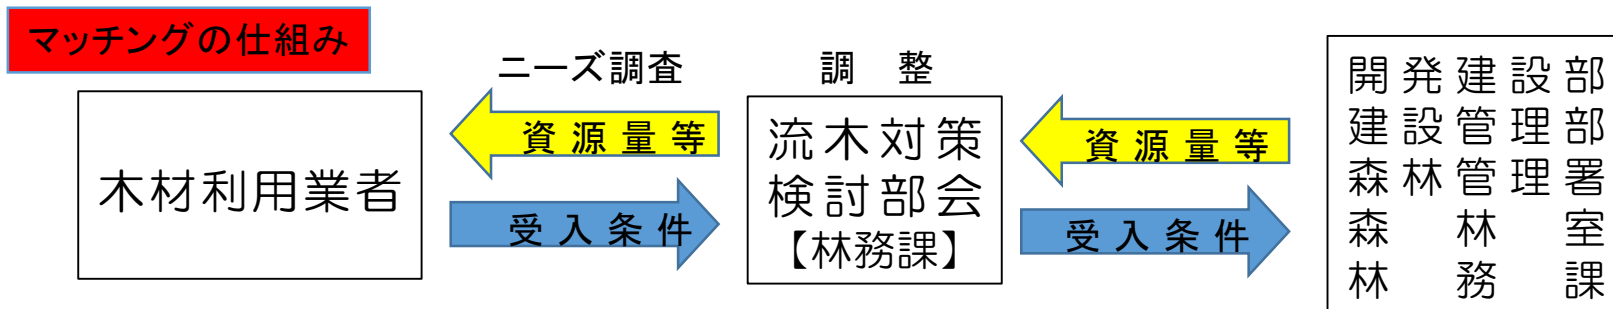 マッチングの仕組み
木材利用業者
ニーズ調査
資源量等
受入条件
調　整
流木対策
検討部会
【林務課】
資源量等
受入条件
開発建設部
建設管理部
森林管理署
森　林　室
林　務　課